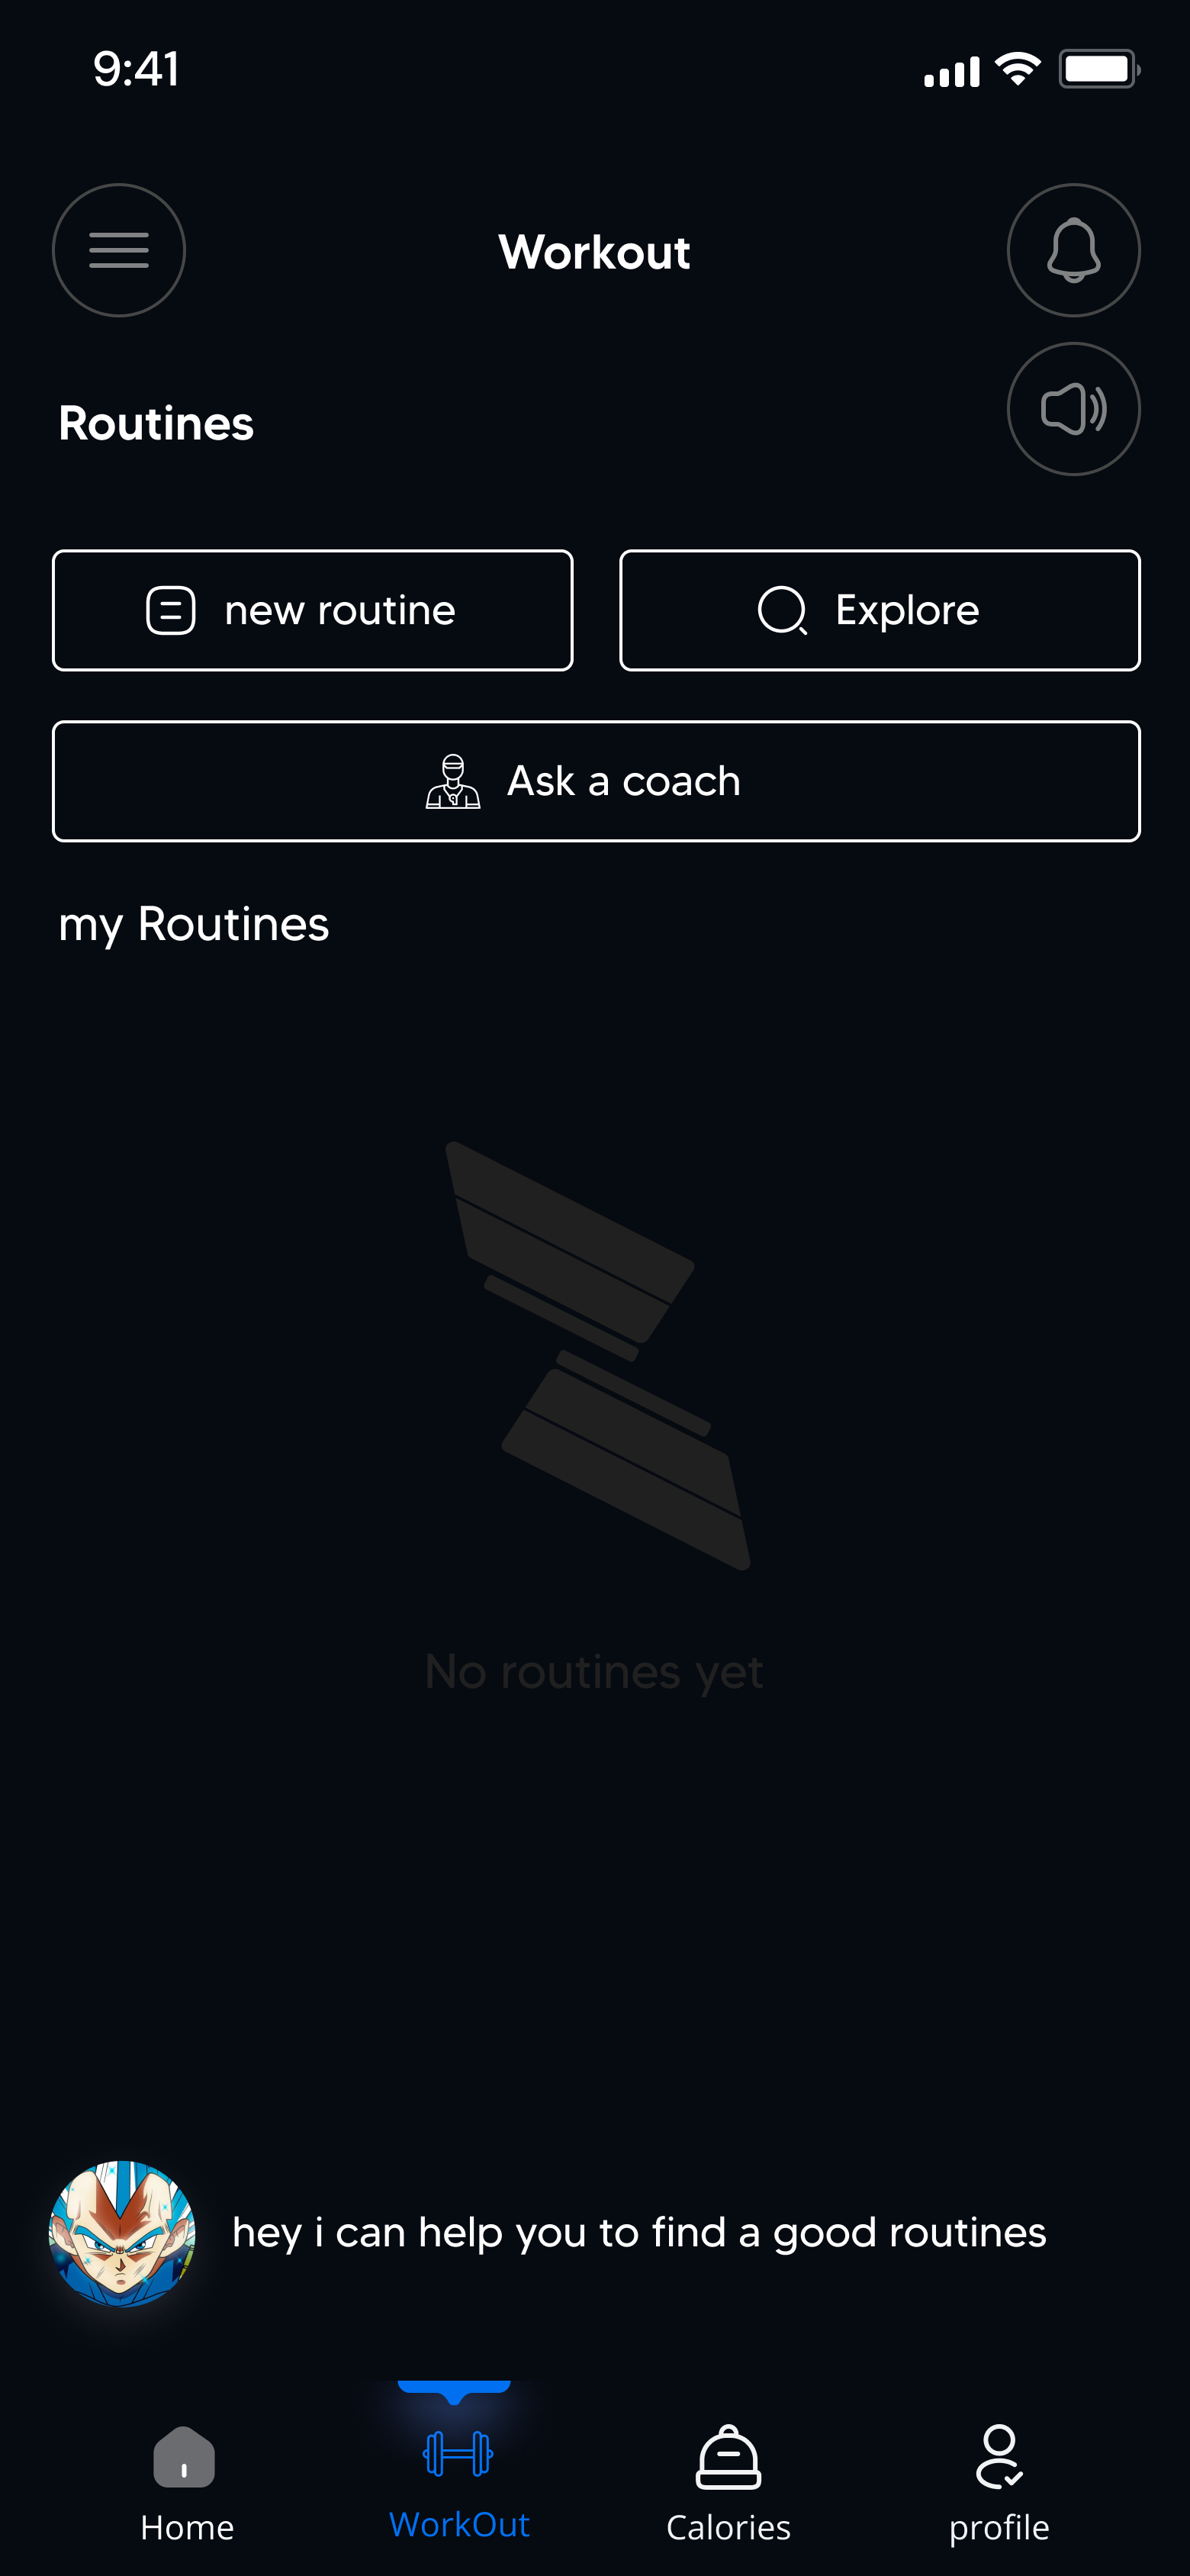 9:41
Workout
Routines
new routine
Explore
Ask a coach
my Routines
No routines yet
hey i can help you to find a good routines
Home
WorkOut
Calories
profile